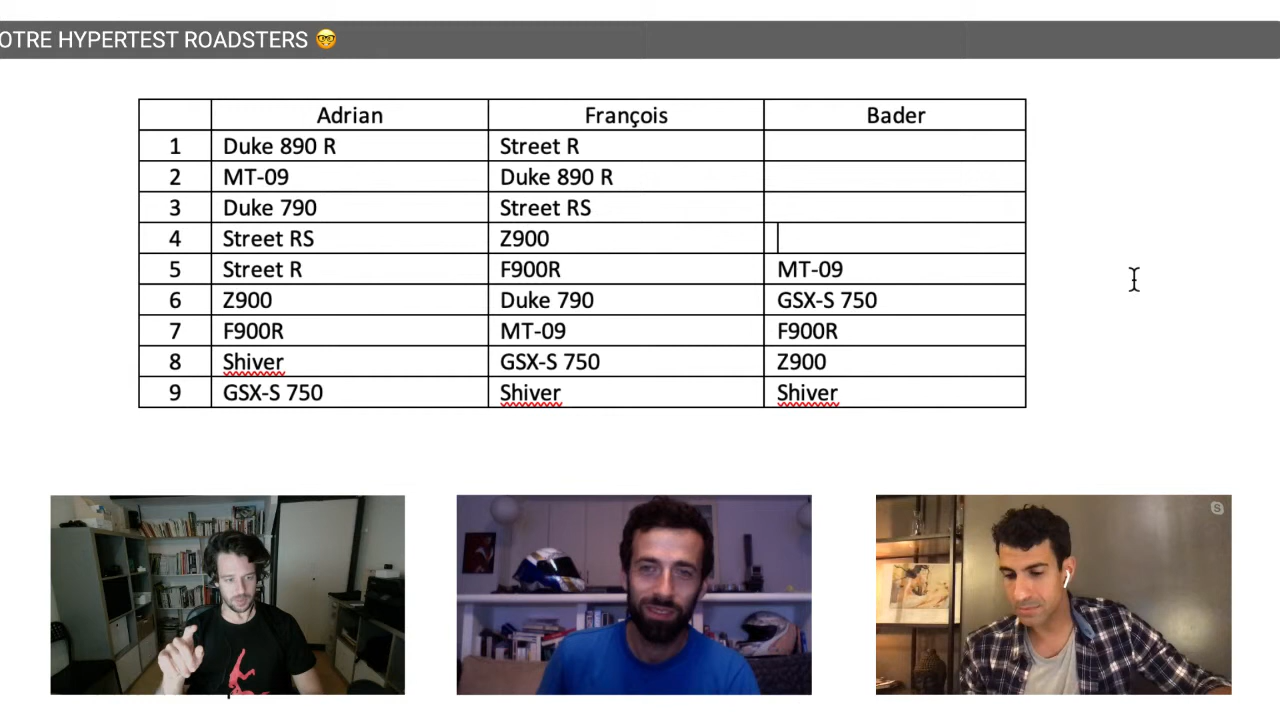 OTRE HYPERTEST ROADSTERS 🤓
Adrian François Bader
1 Duke 890 R Street R
2 MT-09 Duke 890 R
3 Duke 790 Street RS
4 Street RS Z900
5 Street R F900R MT-09
6 Z900 Duke 790 GSX-S 750
7 F900R MT-09 F900R
8 Shiver GSX-S 750 Z900
9 GSX-S 750 Shiver Shiver